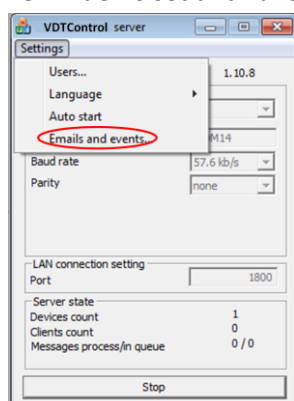 VDTControl server
Settings
Users... 1.10.8
Language
Auto start
M14
Emails and events...
Baud rate 57.6 kb/s
Parity none
LAN connection setting
Port 1800
Server state
Devices count 1
Clients count 0
Messages process/in queue 0 / 0
Stop